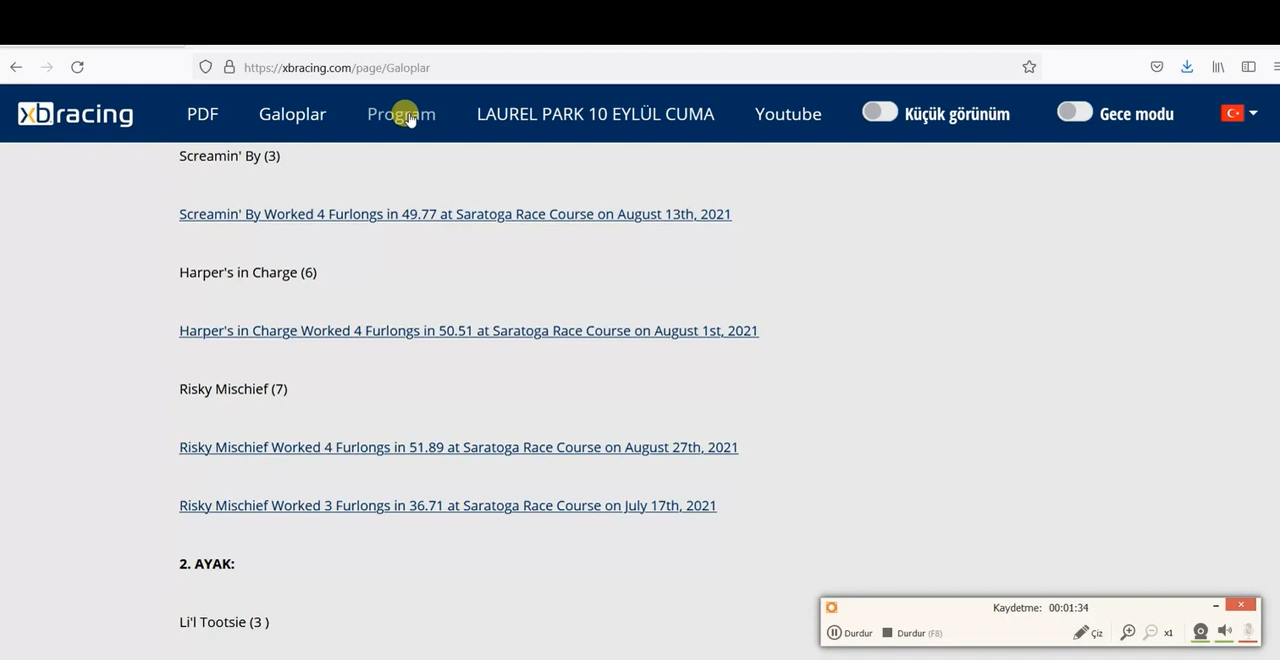 https://xbracing.com/page/Galoplar
xbracing PDF Galoplar Program LAUREL PARK 10 EYLÜL CUMA Youtube Küçük görünüm Gece modu
Screamin' By (3)
Screamin' By Worked 4 Furlongs in 49.77 at Saratoga Race Course on August 13th, 2021
Harper's in Charge (6)
Harper's in Charge Worked 4 Furlongs in 50.51 at Saratoga Race Course on August 1st, 2021
Risky Mischief (7)
Risky Mischief Worked 4 Furlongs in 51.89 at Saratoga Race Course on August 27th, 2021
Risky Mischief Worked 3 Furlongs in 36.71 at Saratoga Race Course on July 17th, 2021
2. AYAK:
Li'l Tootsie (3 )
Kaydetme: 00:01:34
Durdur Durdur (F8) Çiz x1